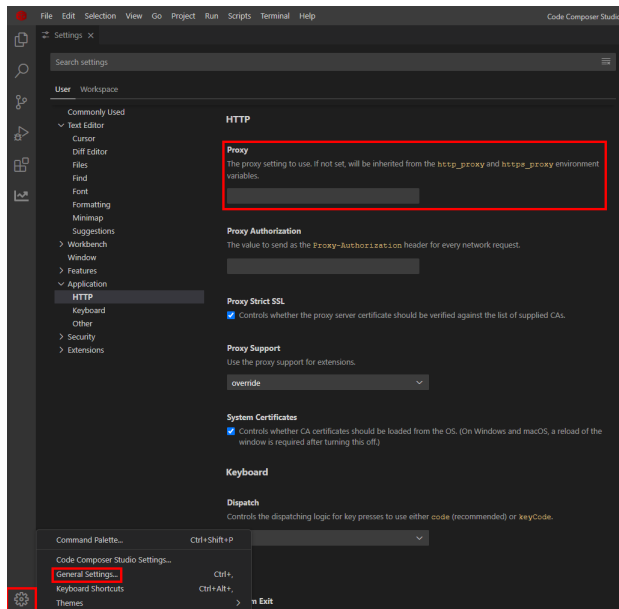 File Edit Selection View Go Project Run Scripts Terminal Help Code Composer Studio
Settings
Search settings
User Workspace
Commonly Used
Text Editor
Cursor
Diff Editor
Files
Find
Font
Formatting
Minimap
Suggestions
Workbench
Window
Features
Application
HTTP
Keyboard
Other
Security
Extensions
HTTP
Proxy
The proxy setting to use. If not set, will be inherited from the http_proxy and https_proxy environment
variables.
Proxy Authorization
The value to send as the Proxy-Authorization header for every network request.
Proxy Strict SSL
Controls whether the proxy server certificate should be verified against the list of supplied CAs.
Proxy Support
Use the proxy support for extensions.
override
System Certificates
Controls whether CA certificates should be loaded from the OS. (On Windows and macOS, a reload of the
window is required after turning this off.)
Keyboard
Dispatch
Controls the dispatching logic for key presses to use either code (recommended) or keyCode.
Command Palette... Ctrl+Shift+P
Code Composer Studio Settings...
General Settings... Ctrl+,
Keyboard Shortcuts Ctrl+Alt+,
Themes
Exit